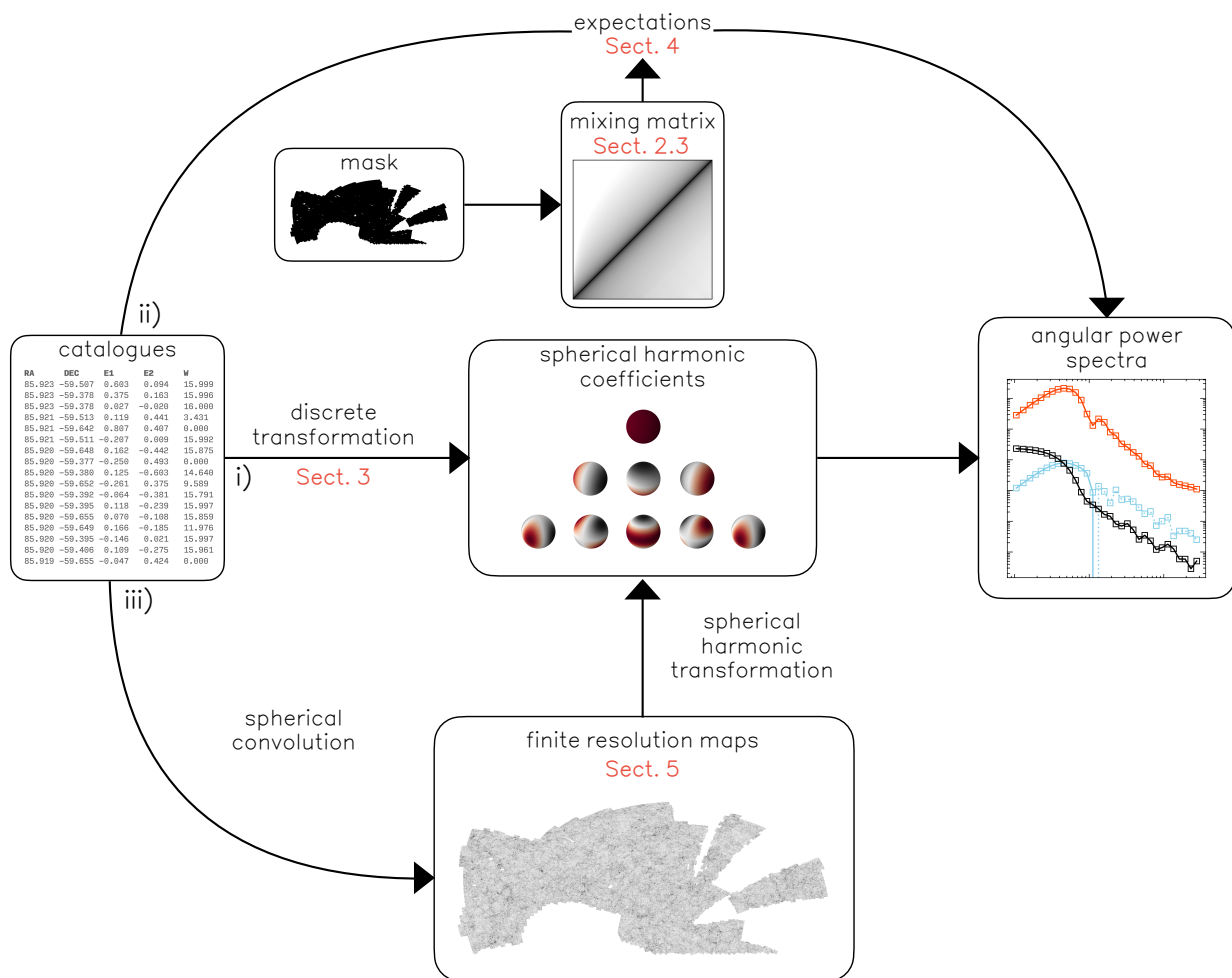 expectations
Sect. 4
mixing matrix
Sect. 2.3
mask
ii)
catalogues
RA DEC E1 E2 W
85.923 -59.507 0.603 0.094 15.999
85.923 -59.378 0.375 0.163 15.996
85.923 -59.378 0.027 -0.020 16.000
85.921 -59.513 0.119 0.441 3.431
85.921 -59.642 0.807 0.407 0.000
85.921 -59.511 -0.207 0.009 15.992
85.920 -59.648 0.162 -0.442 15.875
85.920 -59.377 -0.250 0.493 0.000
85.920 -59.380 0.125 -0.603 14.640
85.920 -59.652 -0.261 0.375 9.589
85.920 -59.392 -0.064 -0.381 15.791
85.920 -59.395 0.118 -0.239 15.997
85.920 -59.655 0.070 -0.108 15.859
85.920 -59.649 0.166 -0.185 11.976
85.920 -59.395 -0.146 0.021 15.997
85.920 -59.406 0.109 -0.275 15.961
85.919 -59.655 -0.047 0.424 0.000
discrete
transformation
Sect. 3
i)
spherical harmonic
coefficients
angular power
spectra
iii)
spherical
harmonic
transformation
spherical
convolution
finite resolution maps
Sect. 5